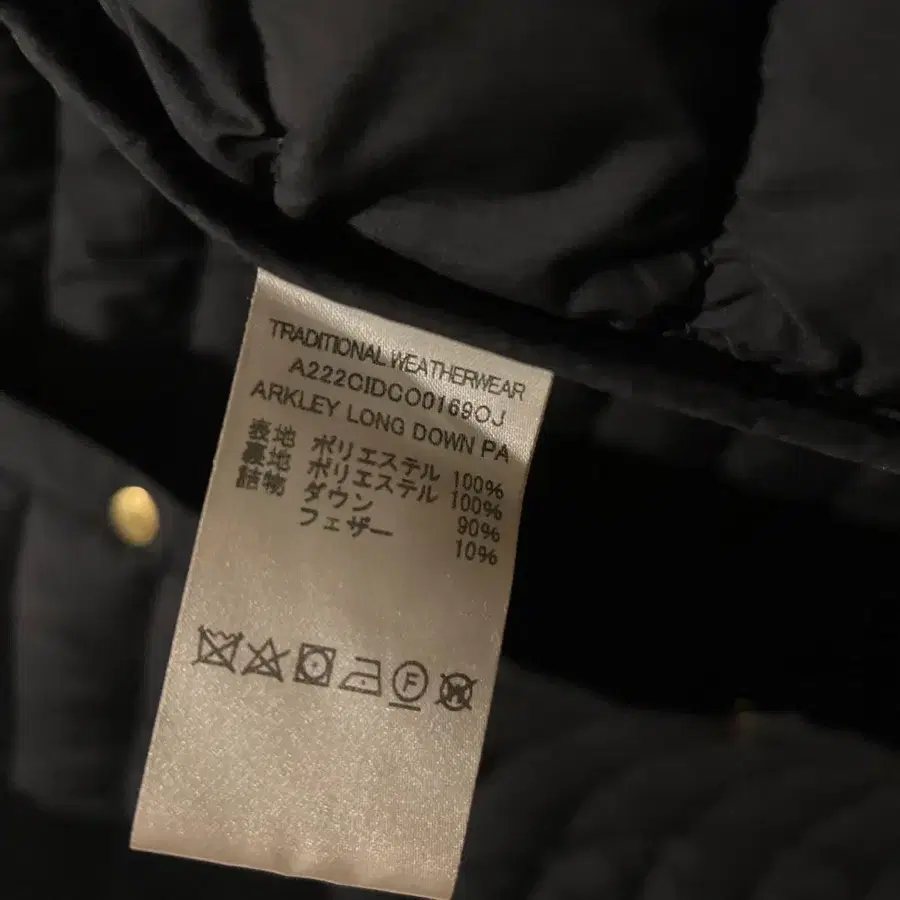 TRADITIONAL WEATHERWEAR
A222CIDCO0169OJ
ARKLEY LONG DOWN PA
表地 ポリエステル 100%
裏地 ポリエステル 100%
詰物 ダウン 90%
フェザー 10%
F
W